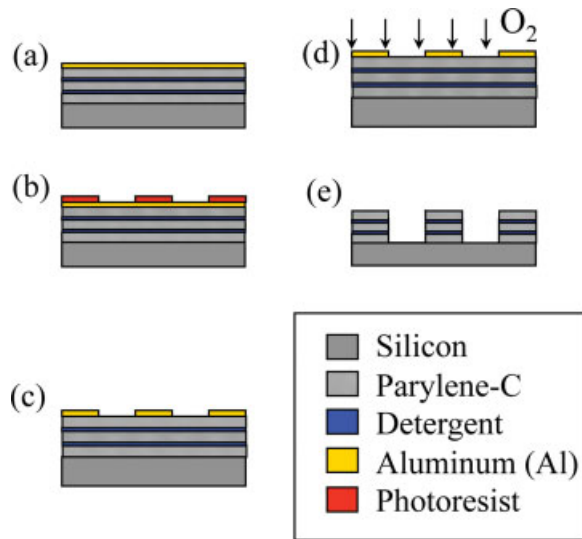 (a)
(b)
(c)
(d)
O₂
(e)
Silicon
Parylene-C
Detergent
Aluminum (Al)
Photoresist